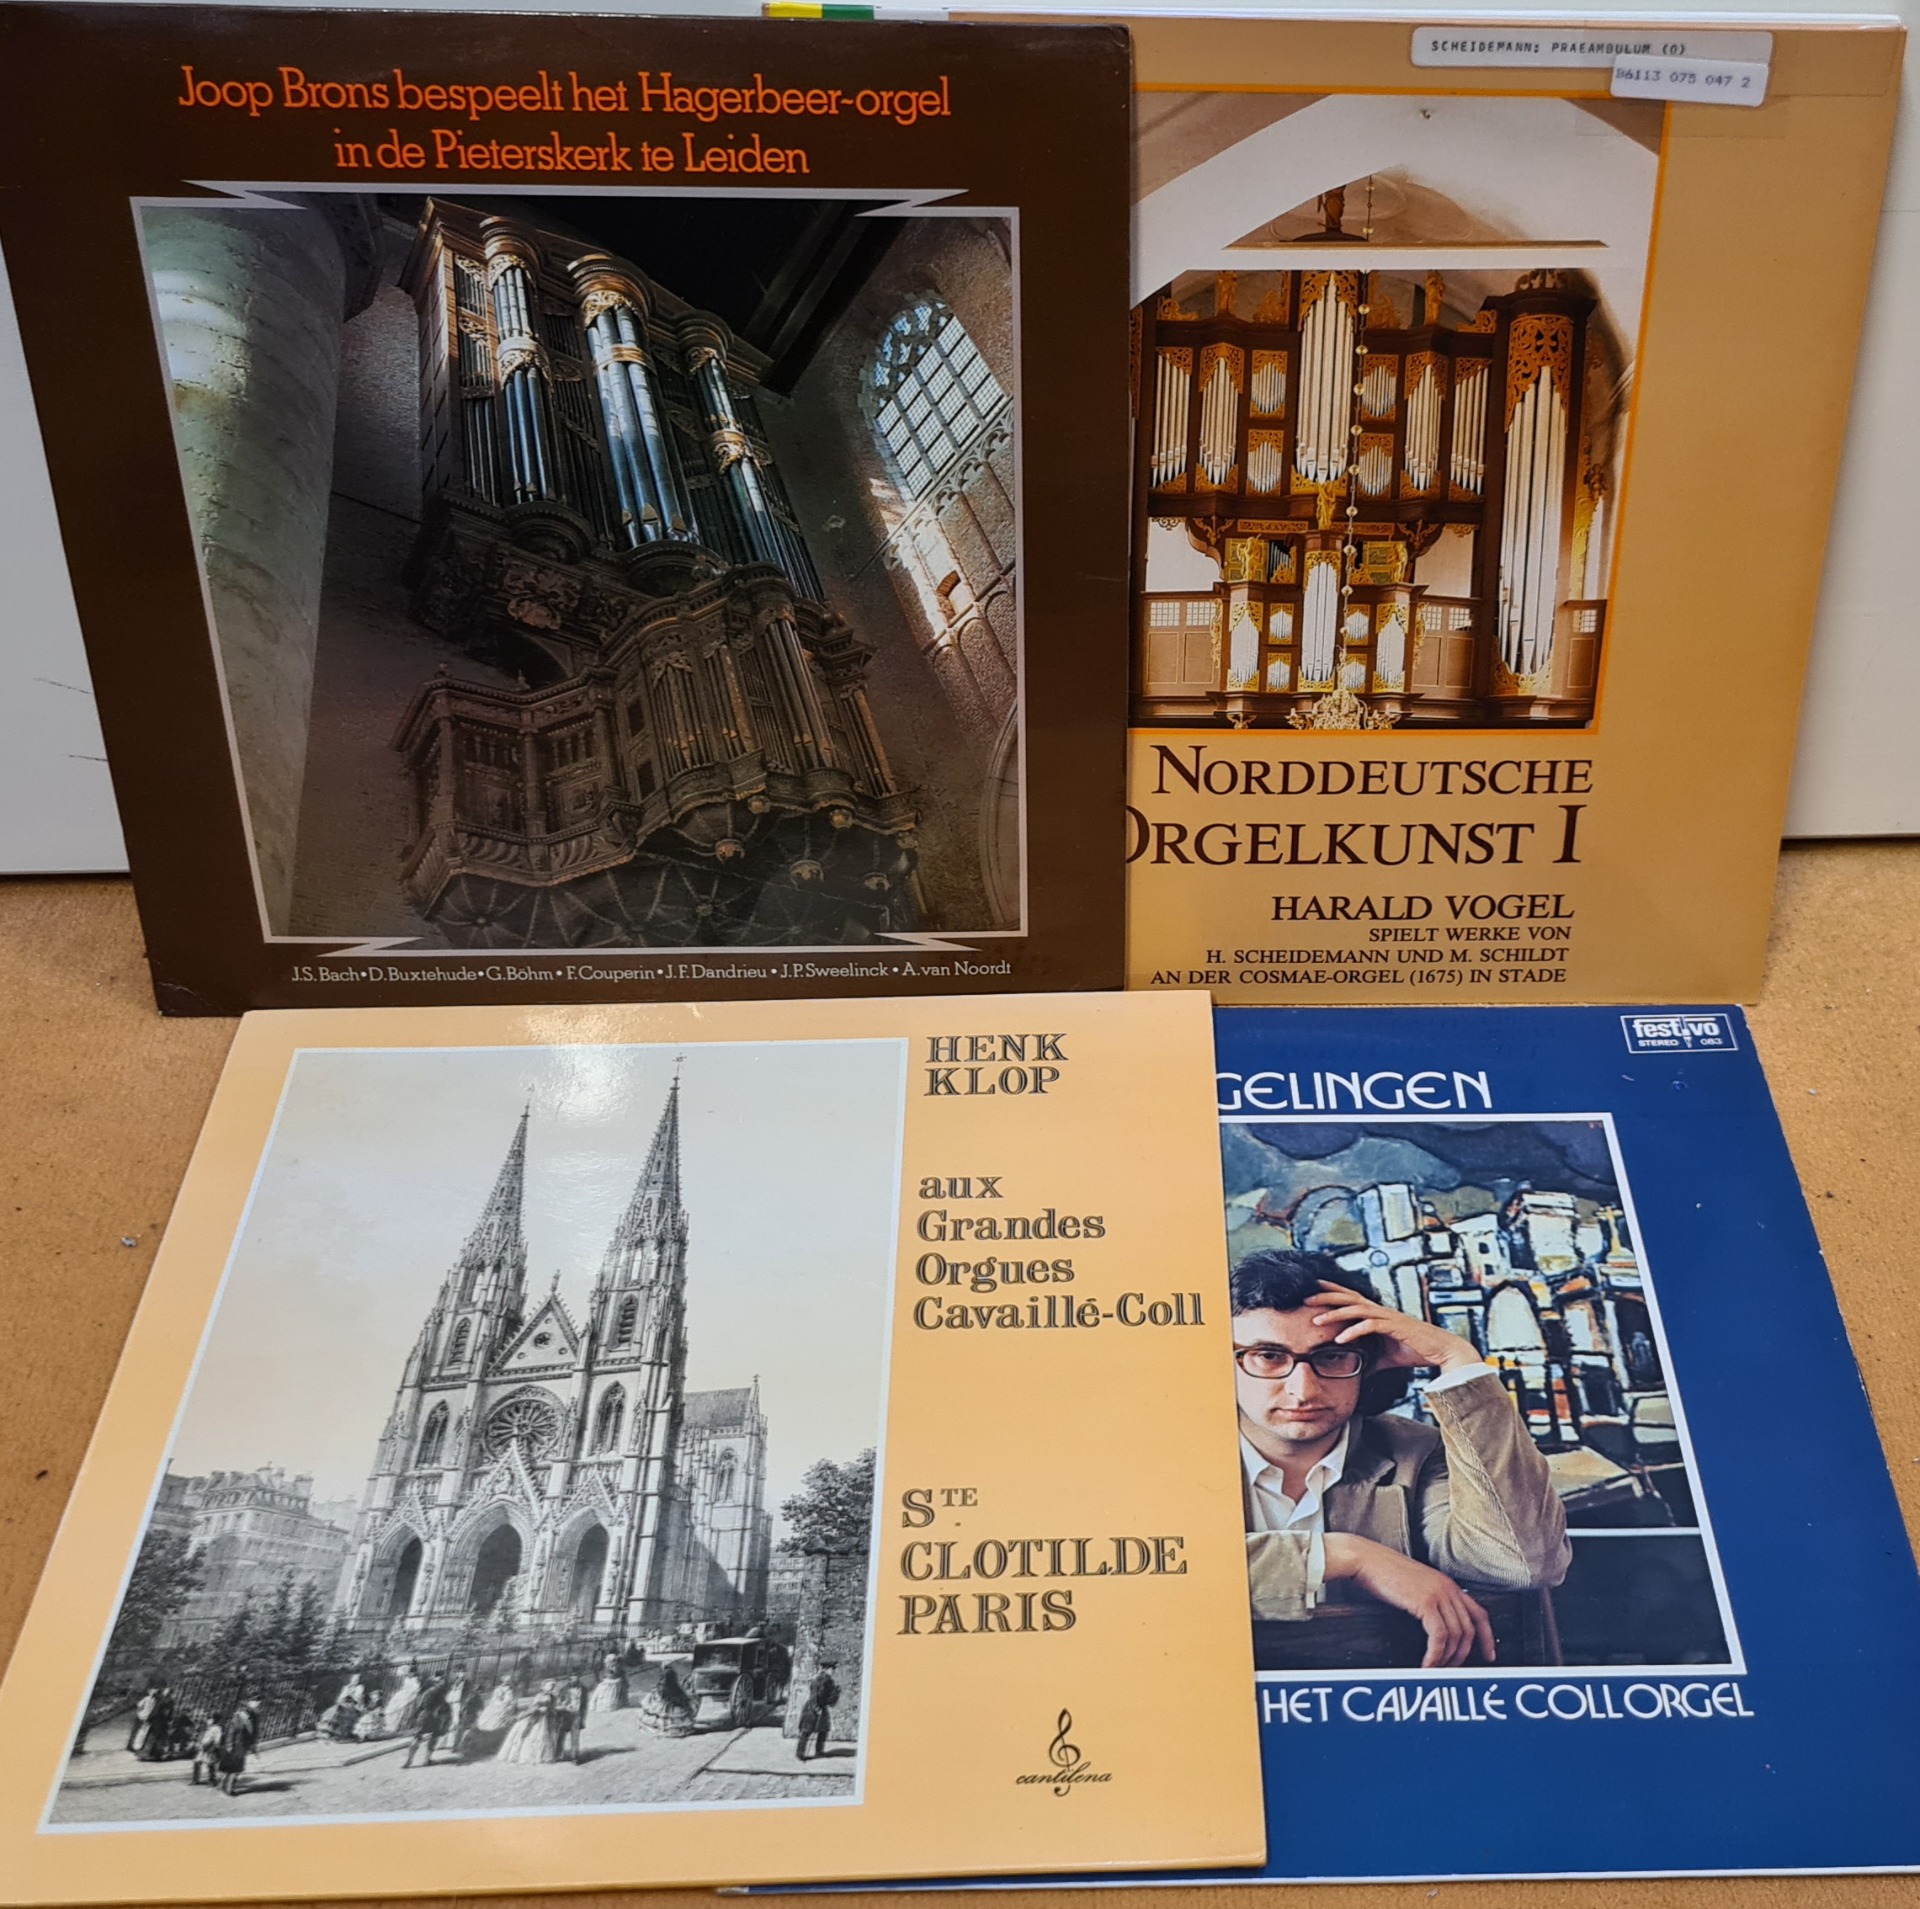 Joop Brons bespeelt het Hagerbeer-orgel
in de Pieterskerk te Leiden
J.S. Bach • D. Buxtehude • G. Böhm • F. Couperin • J.F. Dandrieu • J.P. Sweelinck • A. van Noordt
SCHEIDEMANN: PRAEAMBULUM (O)
B6113 075 047 2
NORDDEUTSCHE
ORGELKUNST I
HARALD VOGEL
SPIELT WERKE VON
H. SCHEIDEMANN UND M. SCHILDT
AN DER COSMAE-ORGEL (1675) IN STADE
HENK
KLOP
aux
Grandes
Orgues
Cavaillé-Coll
STE
CLOTILDE
PARIS
cantilena
festivo
STEREO 083
GELINGEN
HET CAVAILLÉ COLL ORGEL